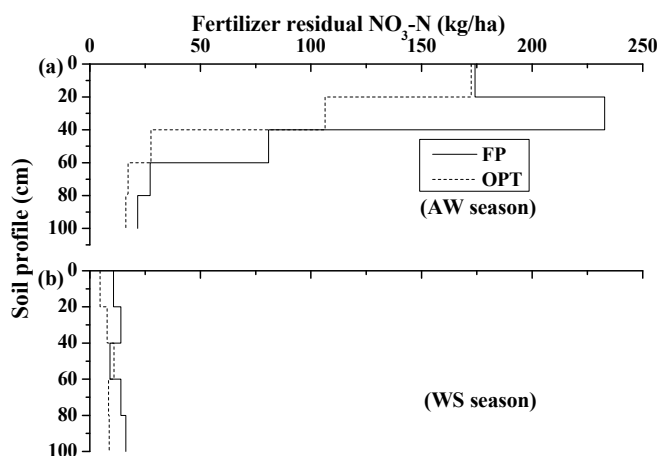 Fertilizer residual NO3-N (kg/ha)
0 50 100 150 200 250
(a)
0
20
40
60
80
100
FP
OPT
(AW season)
Soil profile (cm)
(b)
0
20
40
60
80
100
(WS season)